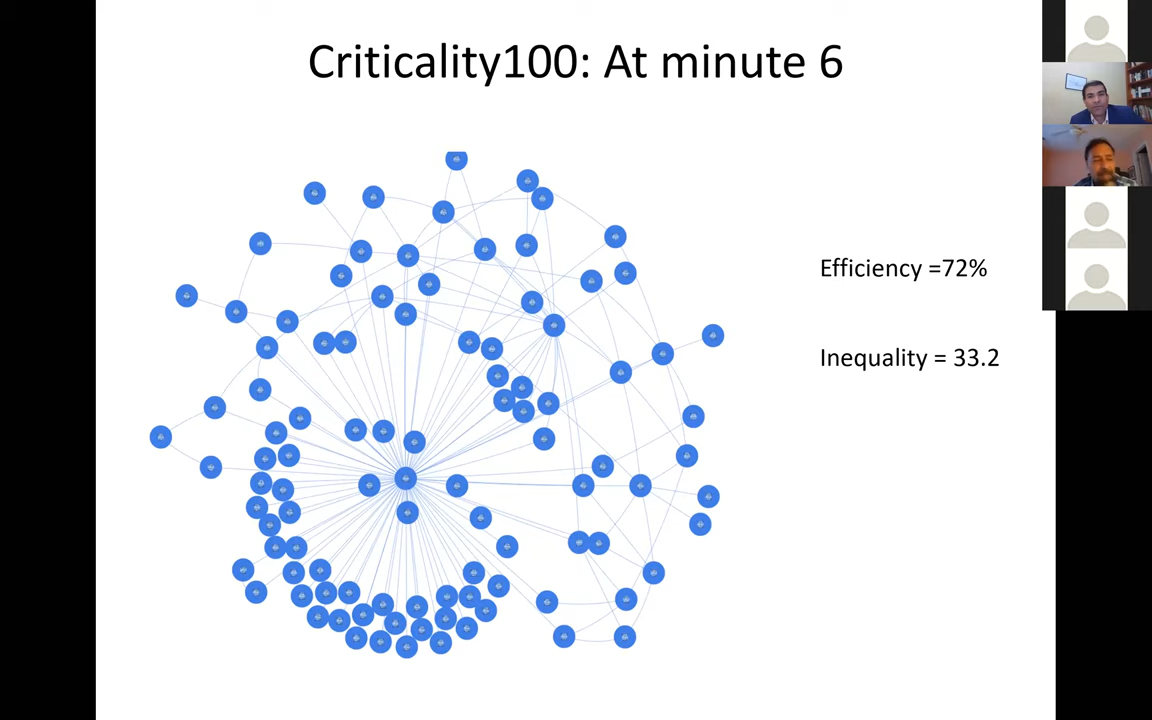 Criticality100: At minute 6
Efficiency =72%
Inequality = 33.2